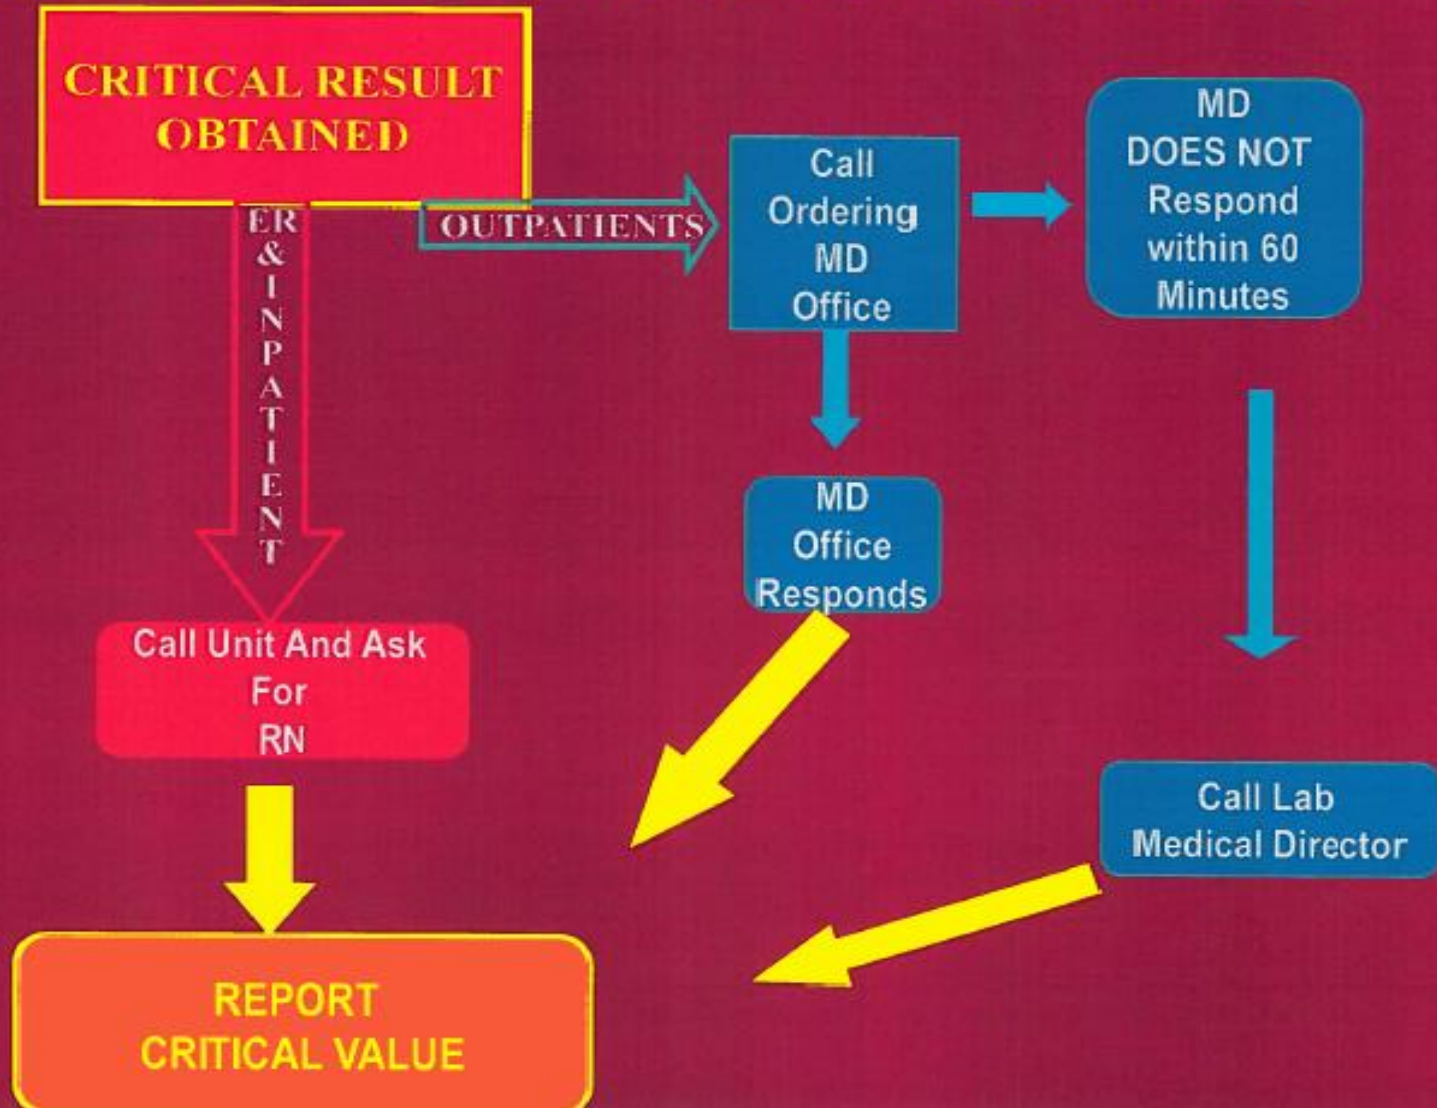 CRITICAL RESULT
OBTAINED
ER
&
I
N
P
A
T
I
E
N
T
OUTPATIENTS
Call
Ordering
MD
Office
MD
DOES NOT
Respond
within 60
Minutes
MD
Office
Responds
Call Unit And Ask
For
RN
Call Lab
Medical Director
REPORT
CRITICAL VALUE